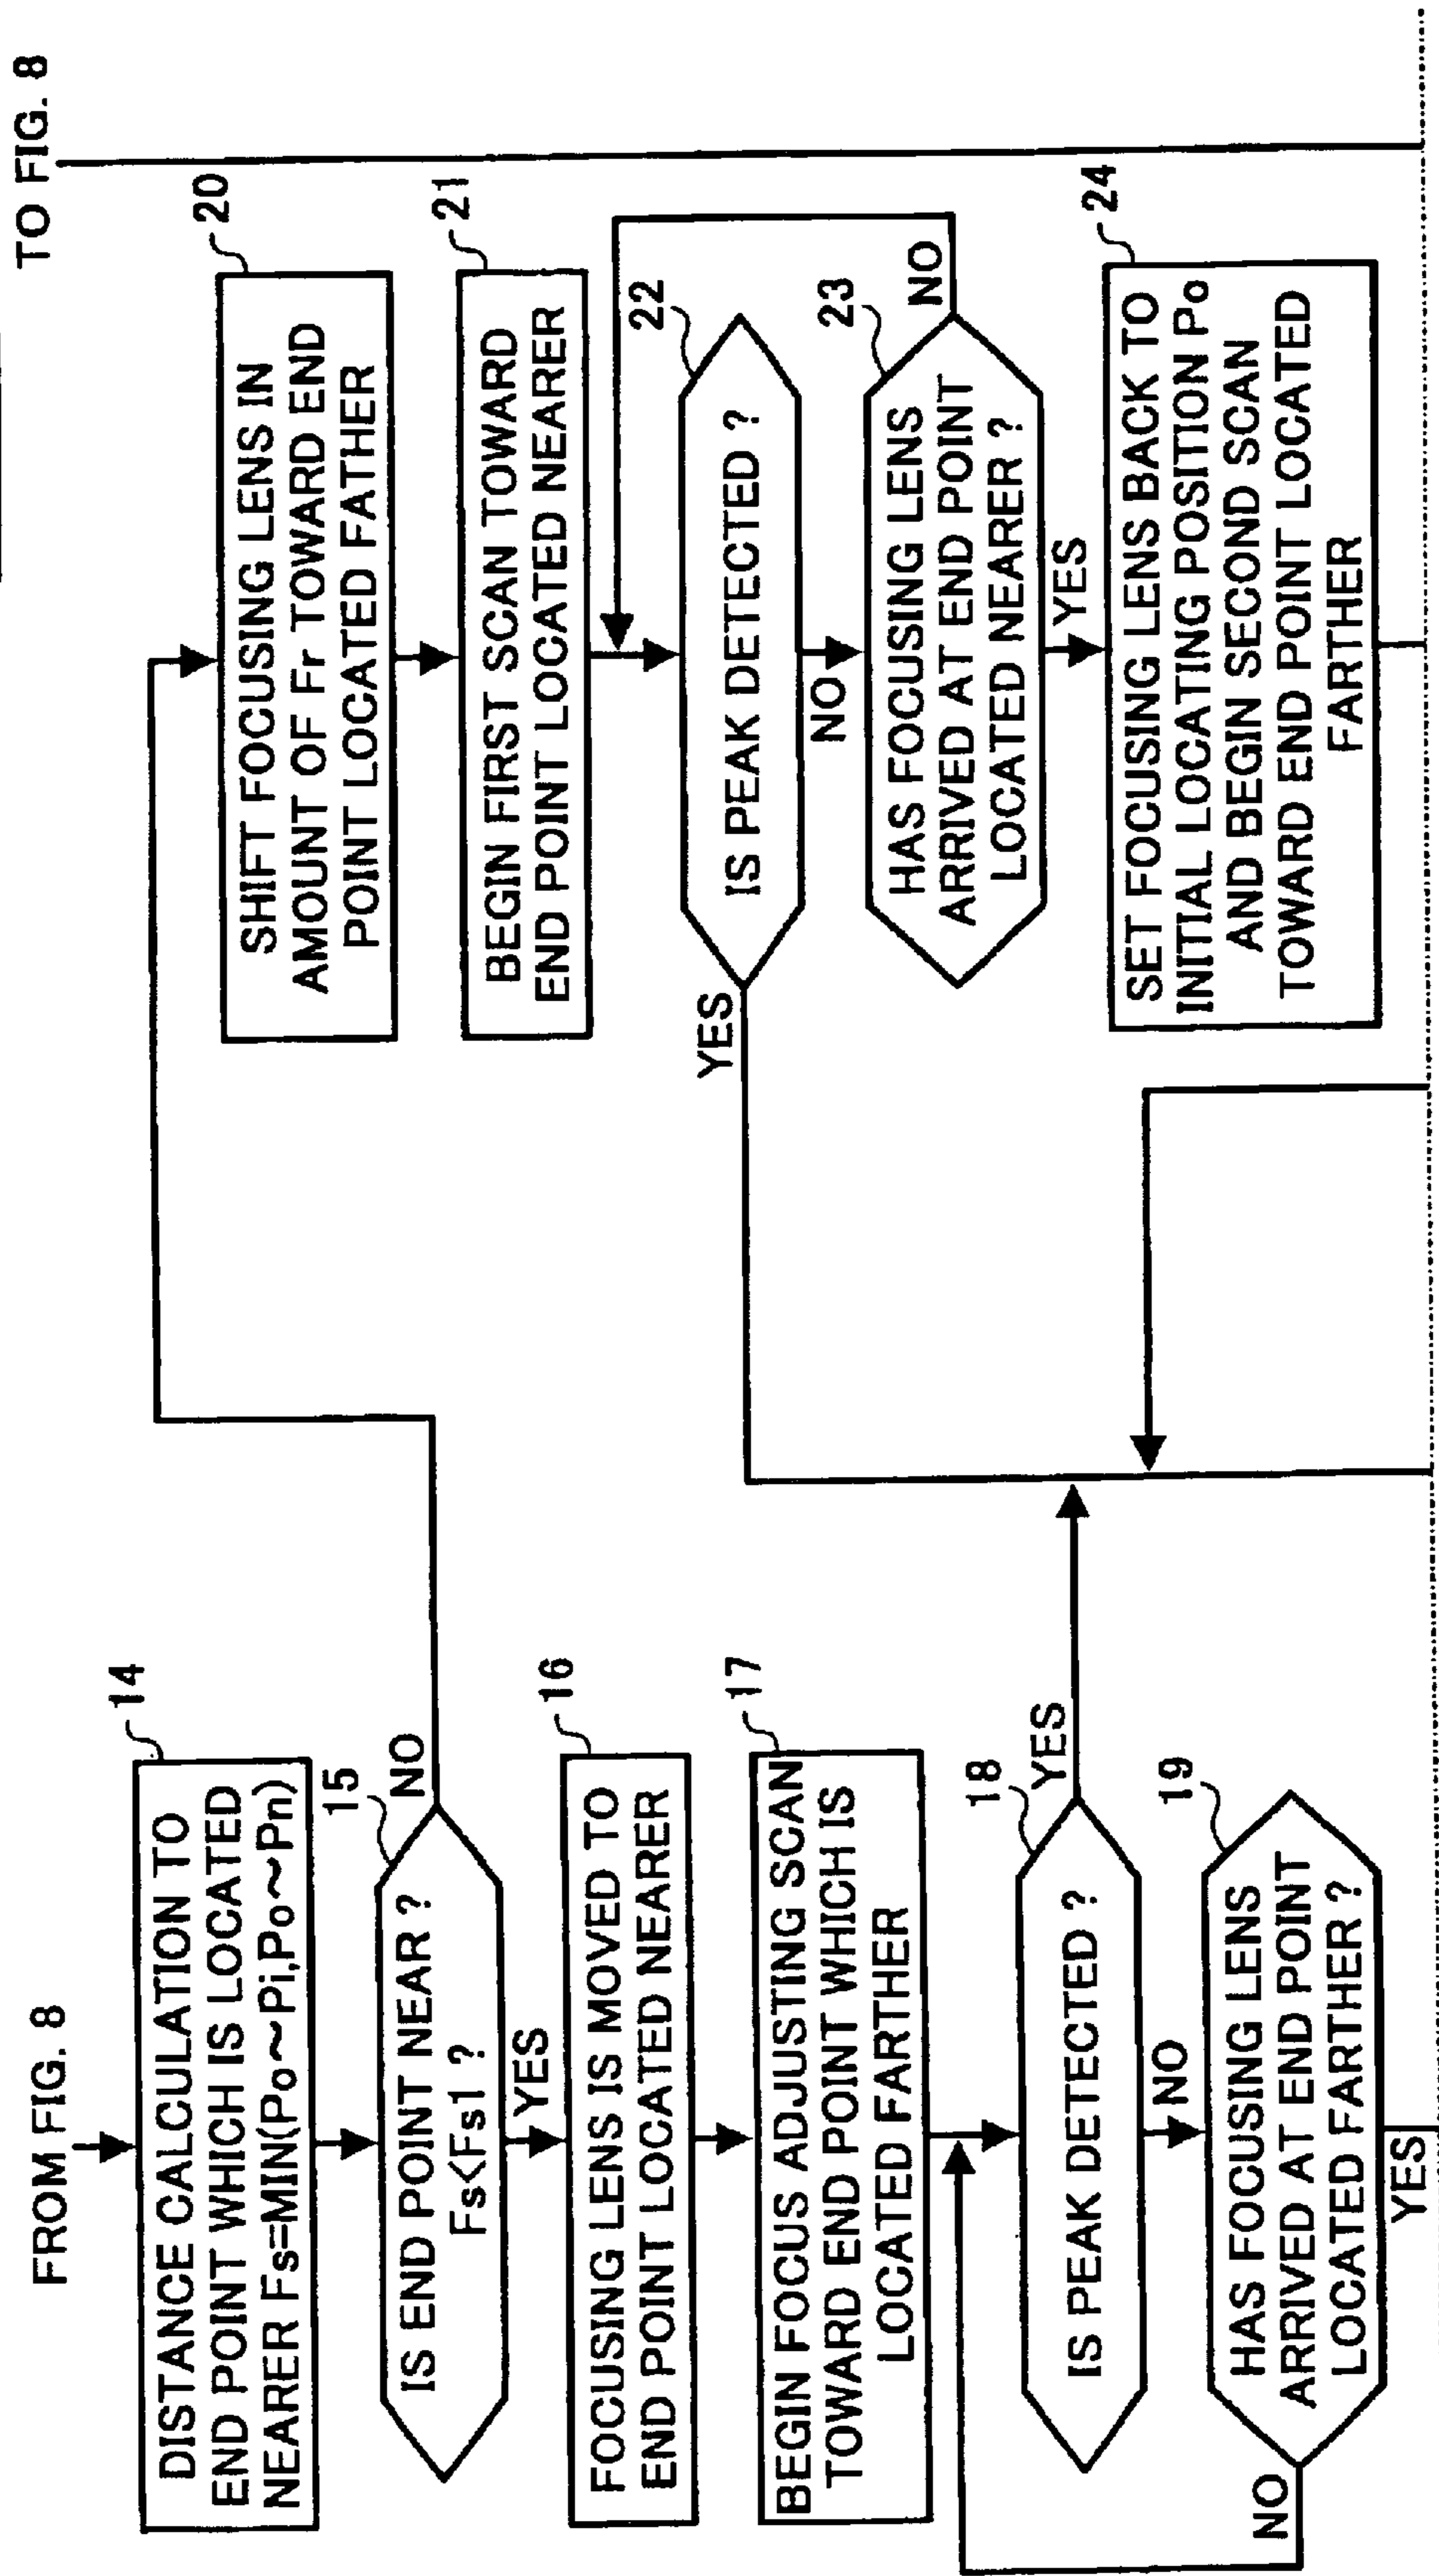 FROM FIG. 8
14
DISTANCE CALCULATION TO
END POINT WHICH IS LOCATED
NEARER Fs=MIN(Po~Pi,Po~Pn)
15
IS END POINT NEAR ?
Fs<Fs1 ?
NO
YES
16
FOCUSING LENS IS MOVED TO
END POINT LOCATED NEARER
17
BEGIN FOCUS ADJUSTING SCAN
TOWARD END POINT WHICH IS
LOCATED FARTHER
18
IS PEAK DETECTED ?
YES
NO
19
HAS FOCUSING LENS
ARRIVED AT END POINT
LOCATED FARTHER ?
NO
YES
TO FIG. 8
20
SHIFT FOCUSING LENS IN
AMOUNT OF Fr TOWARD END
POINT LOCATED FATHER
21
BEGIN FIRST SCAN TOWARD
END POINT LOCATED NEARER
22
IS PEAK DETECTED ?
YES
NO
23
HAS FOCUSING LENS
ARRIVED AT END POINT
LOCATED NEARER ?
NO
YES
24
SET FOCUSING LENS BACK TO
INITIAL LOCATING POSITION Po
AND BEGIN SECOND SCAN
TOWARD END POINT LOCATED
FARTHER